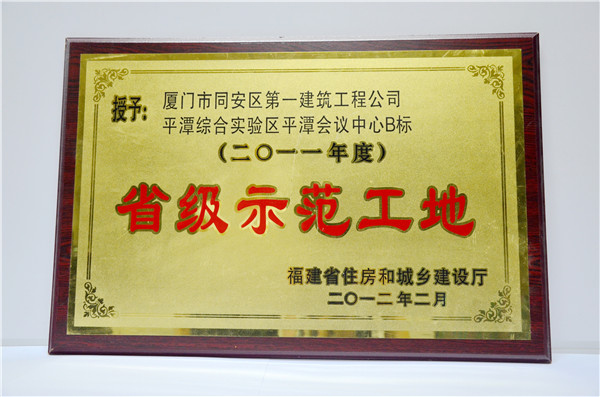 授予:
厦门市同安区第一建筑工程公司
平潭综合实验区平潭会议中心B标
(二〇一一年度)
省级示范工地
福建省住房和城乡建设厅
二〇一二年二月